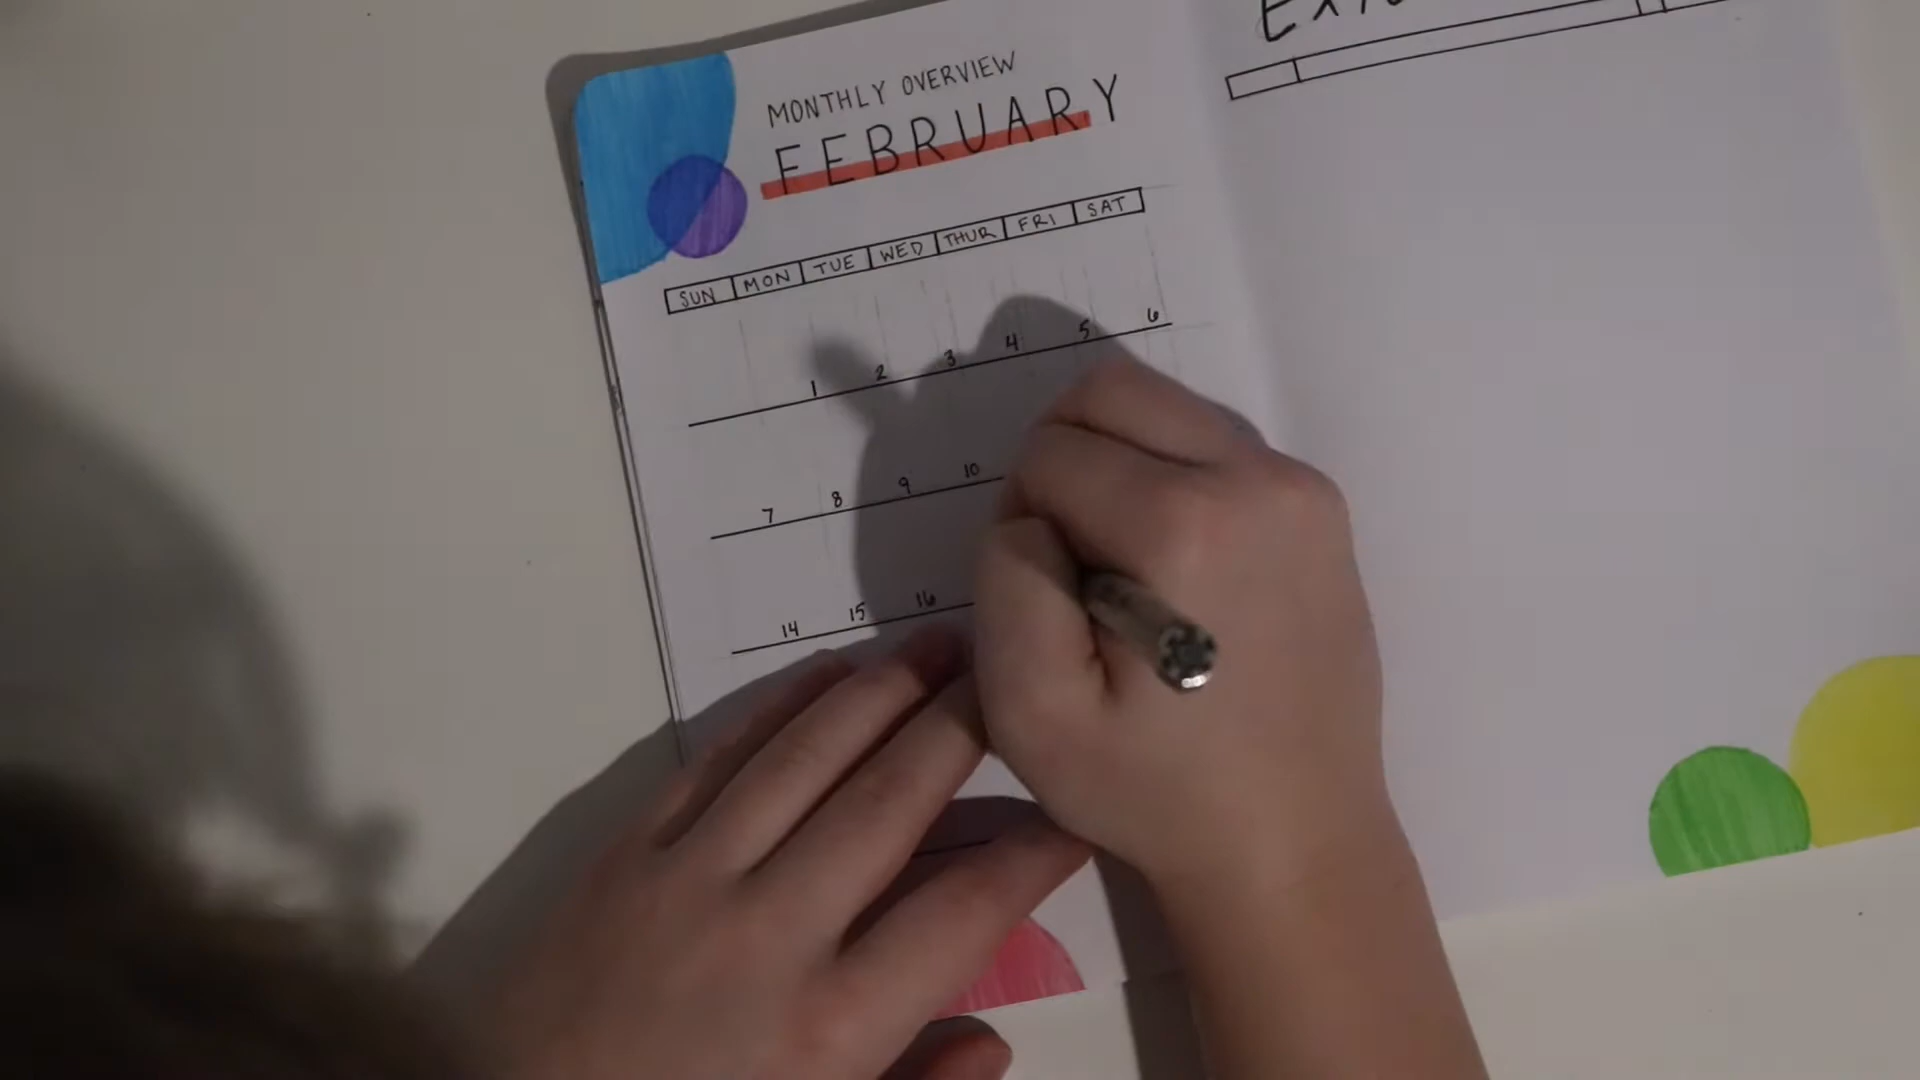 MONTHLY OVERVIEW
FEBRUARY
SUN MON TUE WED THUR FRI SAT
1 2 3 4 5 6
7 8 9 10
14 15 16